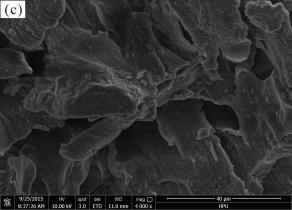 (c)
9/25/2015 HV spot det WD mag □ 40 μm
8:37:26 AM 10.00 kV 3.0 ETD 11.0 mm 4 000 x HPU